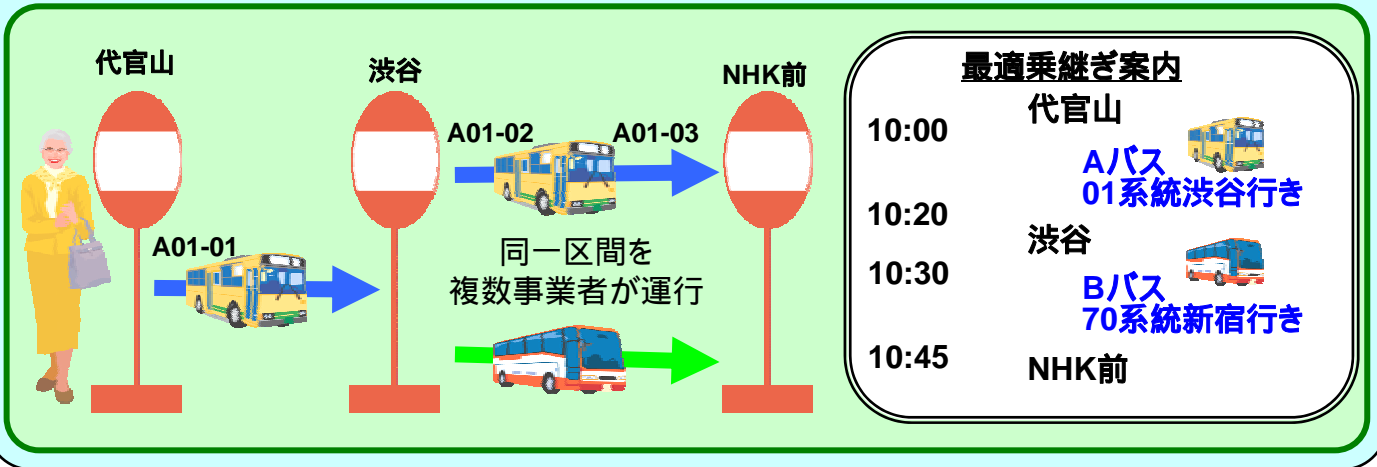 代官山
渋谷
NHK前
A01-01
A01-02
A01-03
同一区間を
複数事業者が運行
最適乗継ぎ案内
10:00
代官山
Aバス
01系統渋谷行き
10:20
渋谷
10:30
Bバス
70系統新宿行き
10:45
NHK前